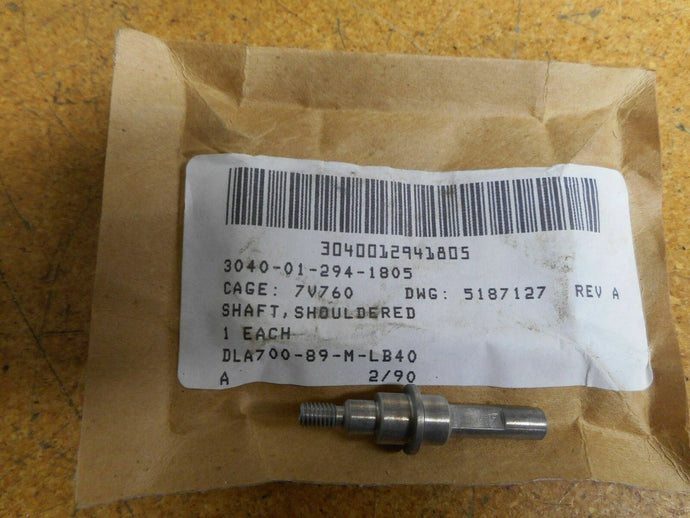 3040012941805
3040-01-294-1805
CAGE: 7V760 DWG: 5187127 REV A
SHAFT, SHOULDERED
1 EACH
DLA700-89-M-LB40
A 2/90